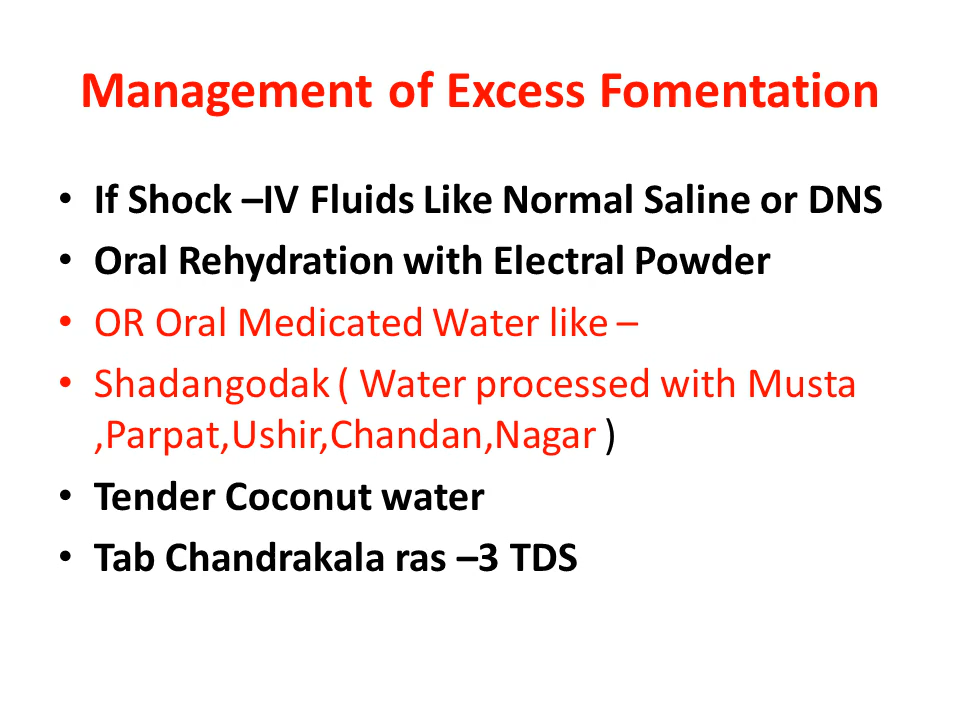 Management of Excess Fomentation
• If Shock –IV Fluids Like Normal Saline or DNS
• Oral Rehydration with Electral Powder
• OR Oral Medicated Water like –
• Shadangodak ( Water processed with Musta
,Parpat,Ushir,Chandan,Nagar )
• Tender Coconut water
• Tab Chandrakala ras –3 TDS